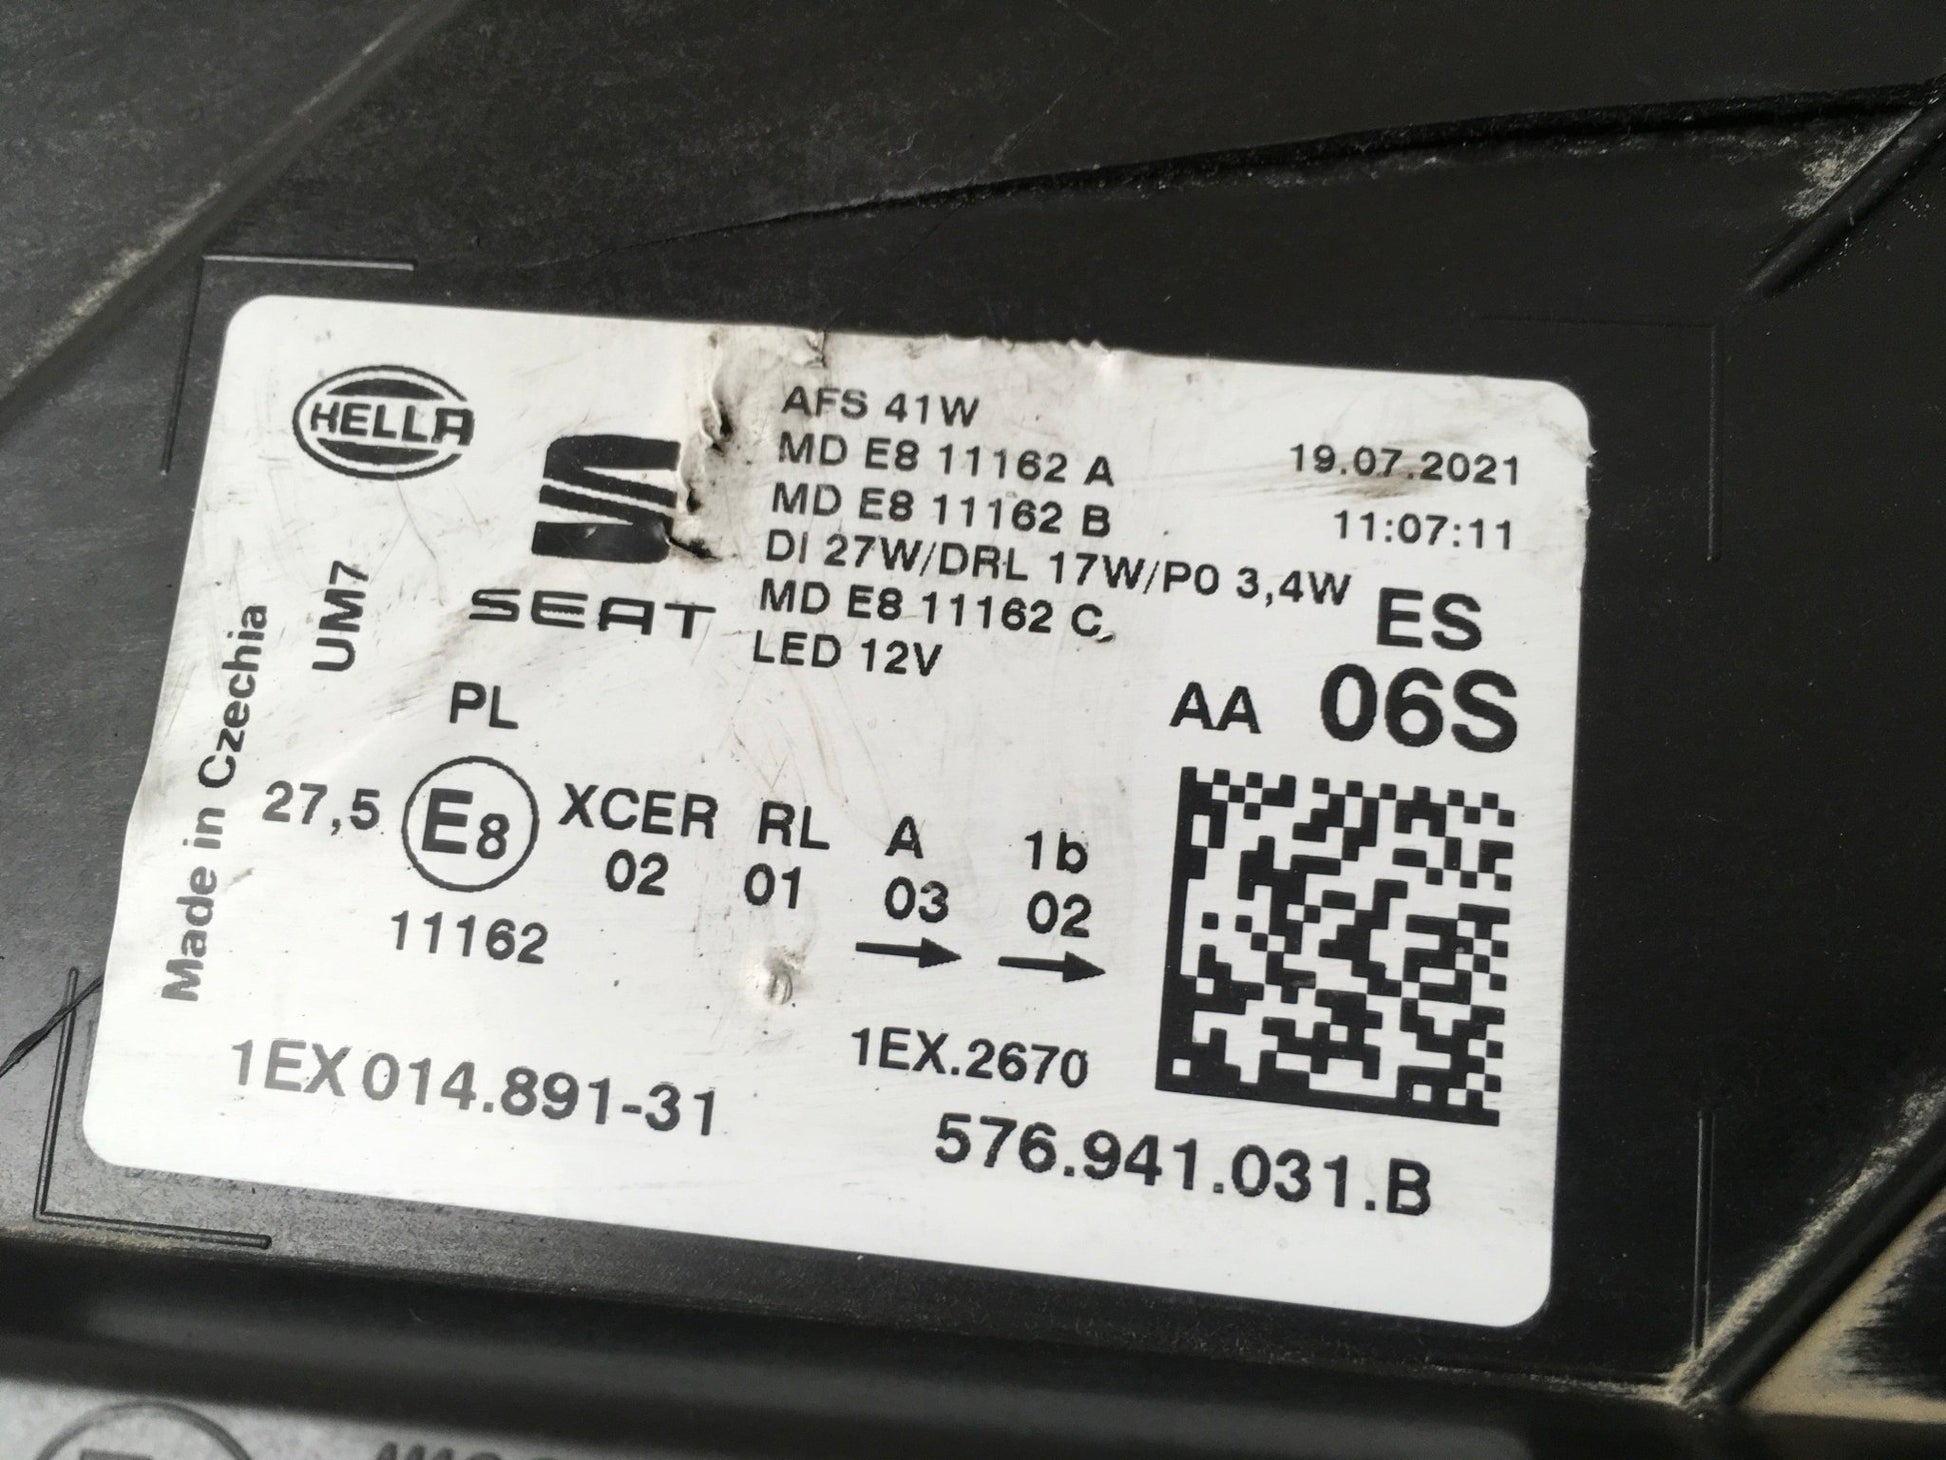 HELLA
SEAT
AFS 41W
MD E8 11162 A
MD E8 11162 B
DI 27W/DRL 17W/PO 3,4W
MD E8 11162 C
LED 12V
19.07.2021
11:07:11
ES
AA 06S
UM7
Made in Czechia
PL
27,5 E8 XCER RL A 1b
02 01 03 02
11162
1EX 014.891-31
1EX.2670
576.941.031.B